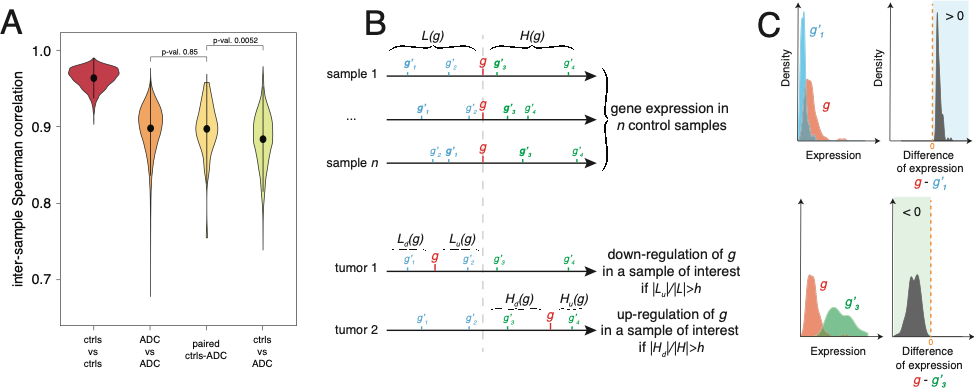 A
inter-sample Spearman correlation
1.0
0.9
0.8
0.7
p-val. 0.85
p-val. 0.0052
ctrls
vs
ctrls
ADC
vs
ADC
paired
ctrls-ADC
ctrls
vs
ADC
B
L(g)
H(g)
sample 1
g'1
g'2
g
g'3
g'4
...
g'1
g'2
g
g'3
g'4
sample n
g'2
g'1
g
g'3
g'4
gene expression in
n control samples
Ld(g)
Lu(g)
tumor 1
g'1
g
g'2
g'3
g'4
down-regulation of g
in a sample of interest
if |Lu|/|L|>h
Hd(g)
Hu(g)
tumor 2
g'1
g'2
g'3
g
g'4
up-regulation of g
in a sample of interest
if |Hd|/|H|>h
C
Density
g'1
g
Expression
Density
> 0
0
Difference
of expression
g - g'1
g
g'3
Expression
< 0
0
Difference
of expression
g - g'3